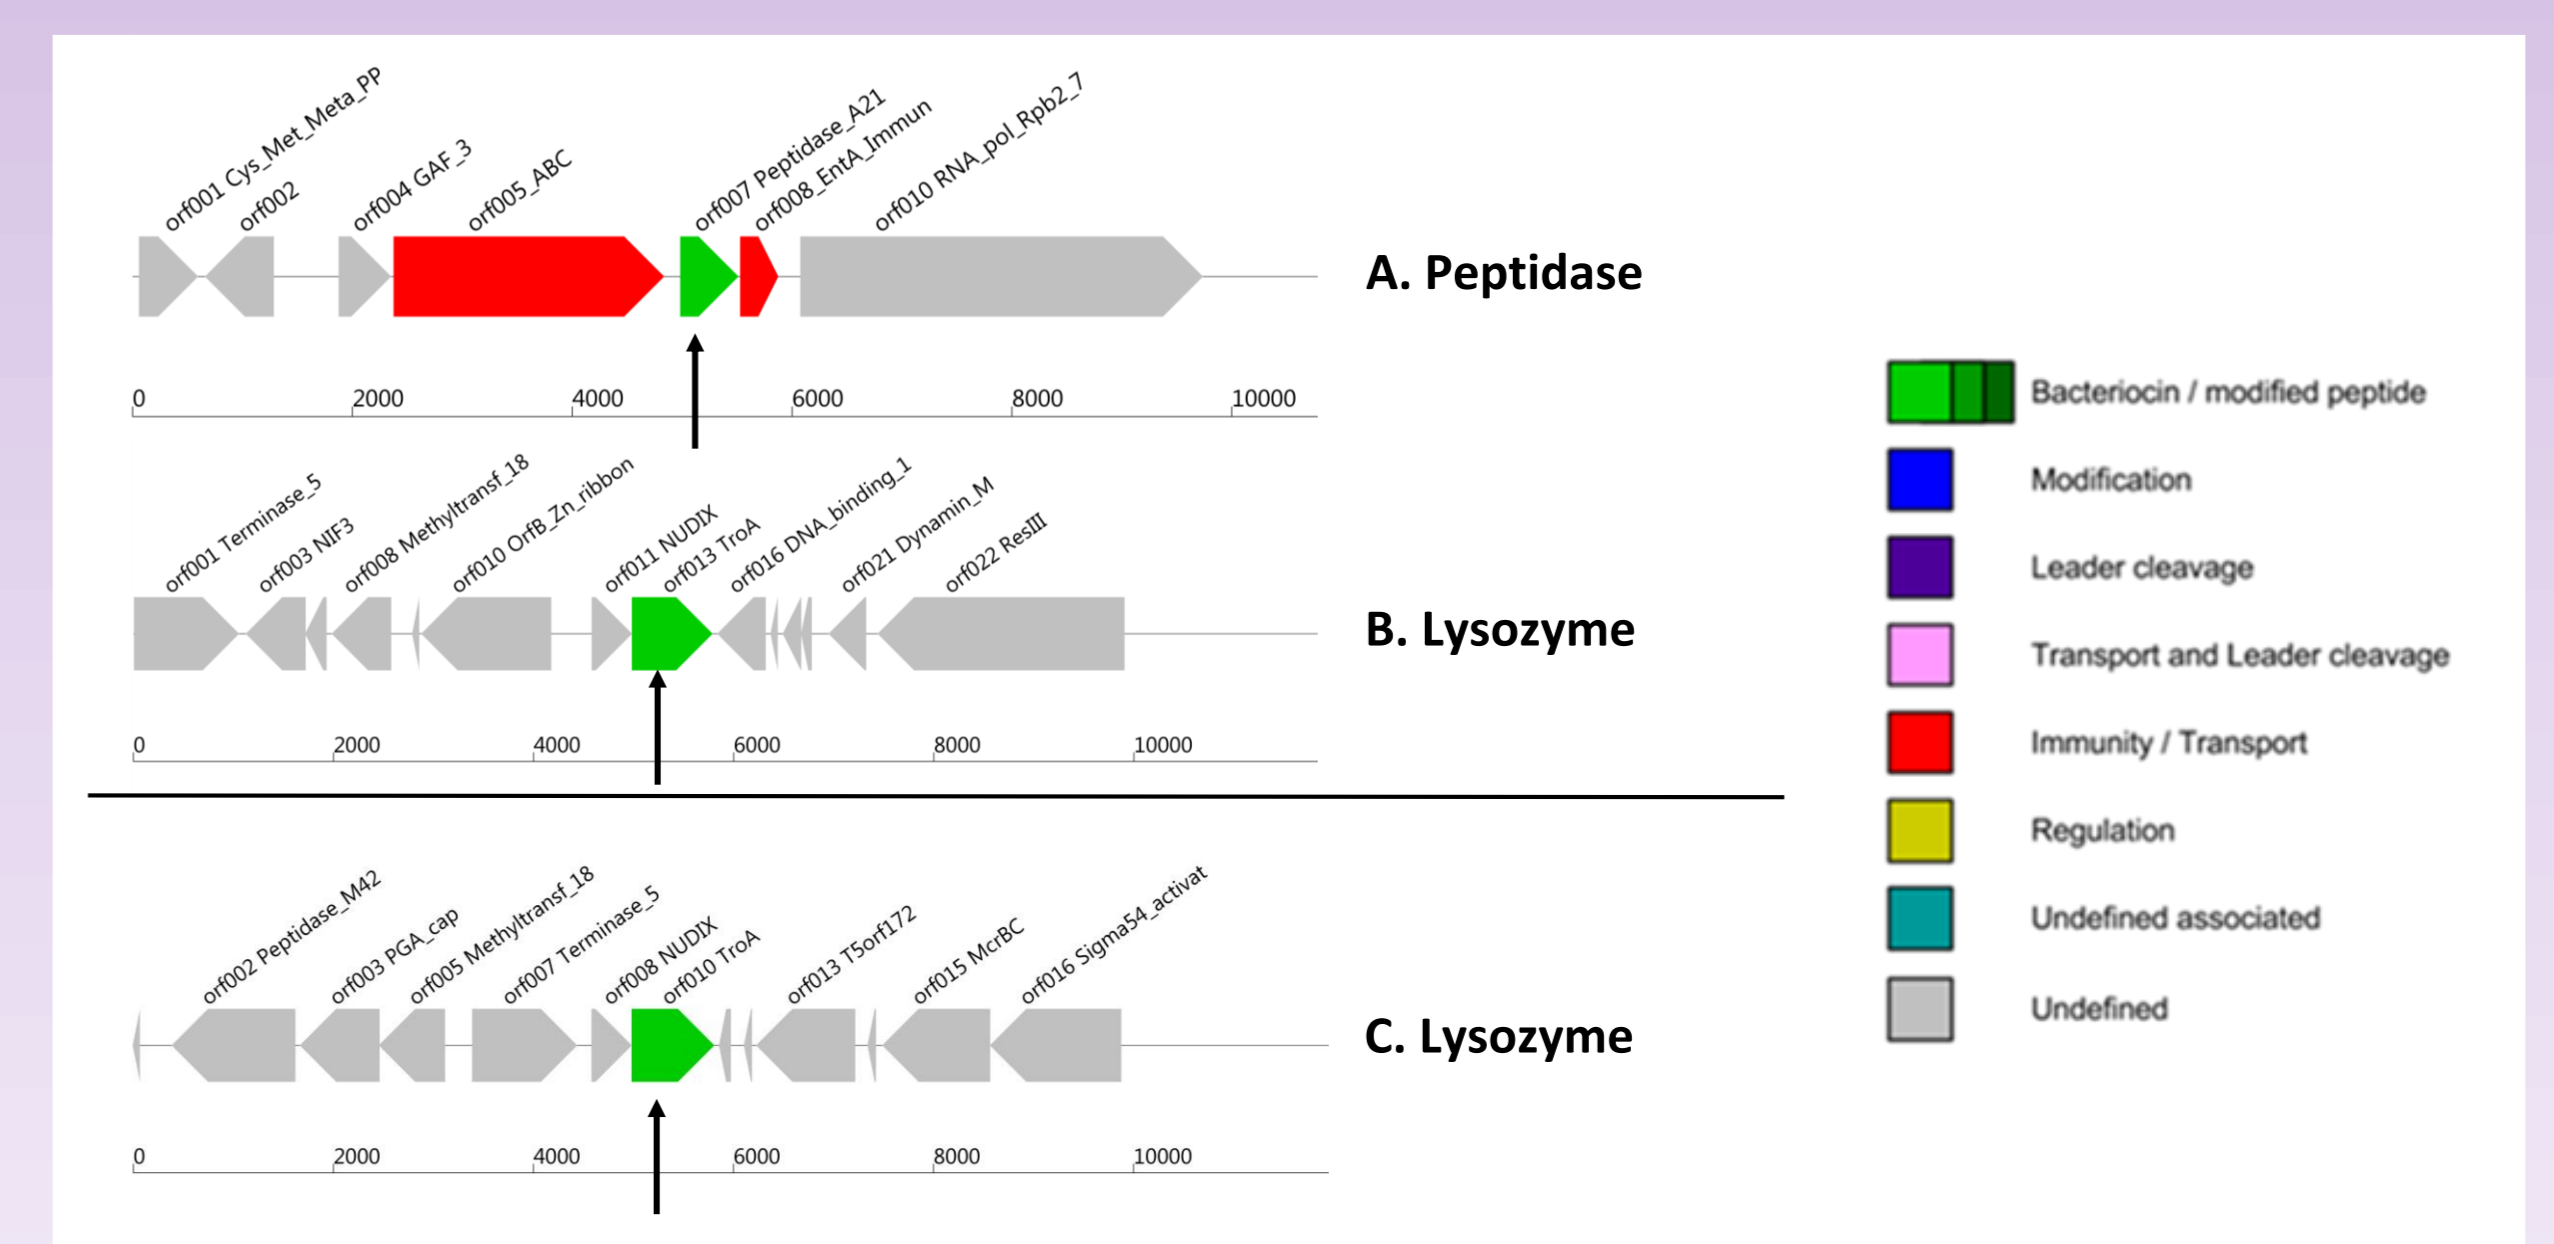 orf001 Cys_Met_Meta_PP
orf002
orf004 GAF_3
orf005_ABC
orf007 Peptidase_A21
orf008_EntA_Immun
orf010 RNA_pol_Rpb2_7
A. Peptidase
0 2000 4000 6000 8000 10000
orf001 Terminase_5
orf003 NIF3
orf008 Methyltransf_18
orf010 OrfB_Zn_ribbon
orf011 NUDIX
orf013 TroA
orf016 DNA_binding_1
orf021 Dynamin_M
orf022 ResIII
B. Lysozyme
0 2000 4000 6000 8000 10000
orf002 Peptidase_M42
orf003 PGA_cap
orf005 Methyltransf_18
orf007 Terminase_5
orf008 NUDIX
orf010 TroA
orf013 T5orf172
orf015 McrBC
orf016 Sigma54_activat
C. Lysozyme
0 2000 4000 6000 8000 10000
Bacteriocin / modified peptide
Modification
Leader cleavage
Transport and Leader cleavage
Immunity / Transport
Regulation
Undefined associated
Undefined